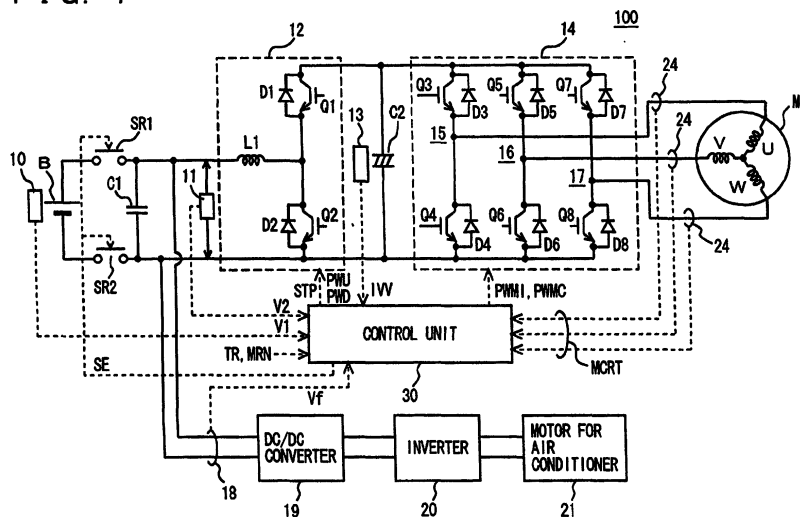 100
12
14
24
M
D1
Q1
Q3
Q5
Q7
D3
D5
D7
SR1
13
C2
15
24
10
B
L1
16
V
U
C1
11
17
W
D2
Q2
Q4
Q6
Q8
D4
D6
D8
24
SR2
STP
PWU
PWD
IVV
PWMI, PWMC
V2
V1
CONTROL UNIT
TR, MRN
SE
MCRT
Vf
30
DC/DC
CONVERTER
INVERTER
MOTOR FOR
AIR
CONDITIONER
18
19
20
21